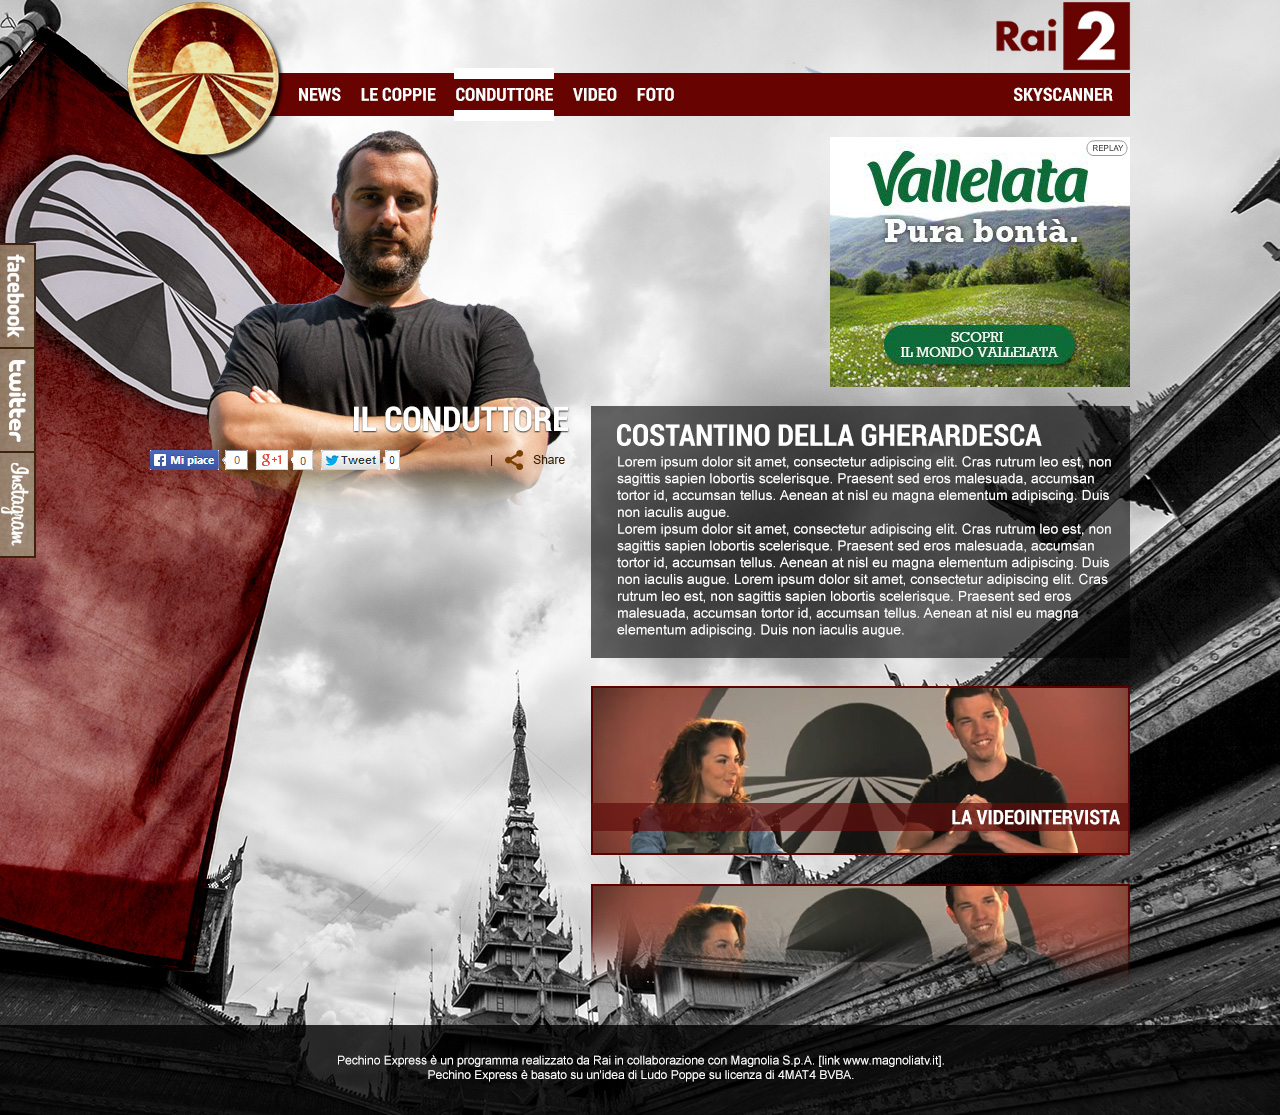 Rai 2
NEWS LE COPPIE CONDUTTORE VIDEO FOTO SKYSCANNER
REPLAY
Vallelata
Pura bontà.
SCOPRI
IL MONDO VALLELATA
facebook
twitter
Instagram
IL CONDUTTORE
Mi piace 0 g+1 0 Tweet 0 | Share
COSTANTINO DELLA GHERARDESCA
Lorem ipsum dolor sit amet, consectetur adipiscing elit. Cras rutrum leo est, non
sagittis sapien lobortis scelerisque. Praesent sed eros malesuada, accumsan
tortor id, accumsan tellus. Aenean at nisl eu magna elementum adipiscing. Duis
non iaculis augue.
Lorem ipsum dolor sit amet, consectetur adipiscing elit. Cras rutrum leo est, non
sagittis sapien lobortis scelerisque. Praesent sed eros malesuada, accumsan
tortor id, accumsan tellus. Aenean at nisl eu magna elementum adipiscing. Duis
non iaculis augue. Lorem ipsum dolor sit amet, consectetur adipiscing elit. Cras
rutrum leo est, non sagittis sapien lobortis scelerisque. Praesent sed eros
malesuada, accumsan tortor id, accumsan tellus. Aenean at nisl eu magna
elementum adipiscing. Duis non iaculis augue.
LA VIDEOINTERVISTA
Pechino Express è un programma realizzato da Rai in collaborazione con Magnolia S.p.A. [link www.magnoliatv.it].
Pechino Express è basato su un'idea di Ludo Poppe su licenza di 4MAT4 BVBA.